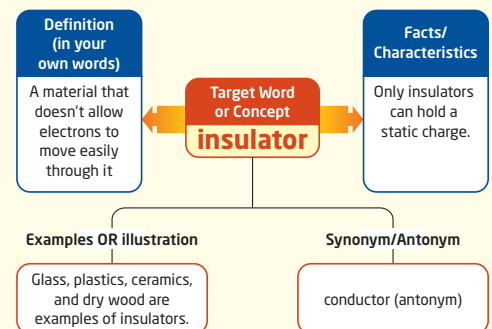 Definition
(in your
own words)
A material that
doesn't allow
electrons to
move easily
through it
Target Word
or Concept
insulator
Facts/
Characteristics
Only insulators
can hold a
static charge.
Examples OR illustration
Glass, plastics, ceramics,
and dry wood are
examples of insulators.
Synonym/Antonym
conductor (antonym)